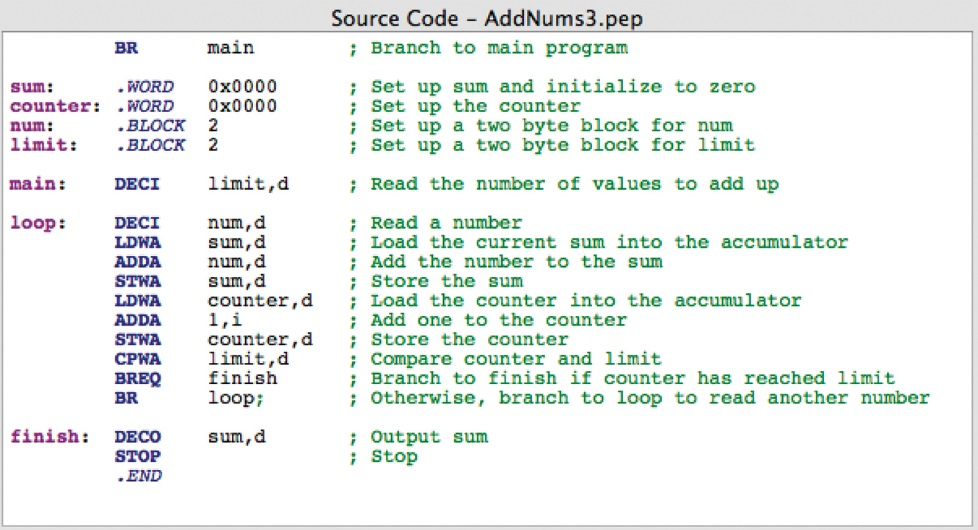 Source Code - AddNums3.pep
BR main ; Branch to main program
sum: .WORD 0x0000 ; Set up sum and initialize to zero
counter: .WORD 0x0000 ; Set up the counter
num: .BLOCK 2 ; Set up a two byte block for num
limit: .BLOCK 2 ; Set up a two byte block for limit
main: DECI limit,d ; Read the number of values to add up
loop: DECI num,d ; Read a number
LDWA sum,d ; Load the current sum into the accumulator
ADDA num,d ; Add the number to the sum
STWA sum,d ; Store the sum
LDWA counter,d ; Load the counter into the accumulator
ADDA 1,i ; Add one to the counter
STWA counter,d ; Store the counter
CPWA limit,d ; Compare counter and limit
BREQ finish ; Branch to finish if counter has reached limit
BR loop; ; Otherwise, branch to loop to read another number
finish: DECO sum,d ; Output sum
STOP ; Stop
.END